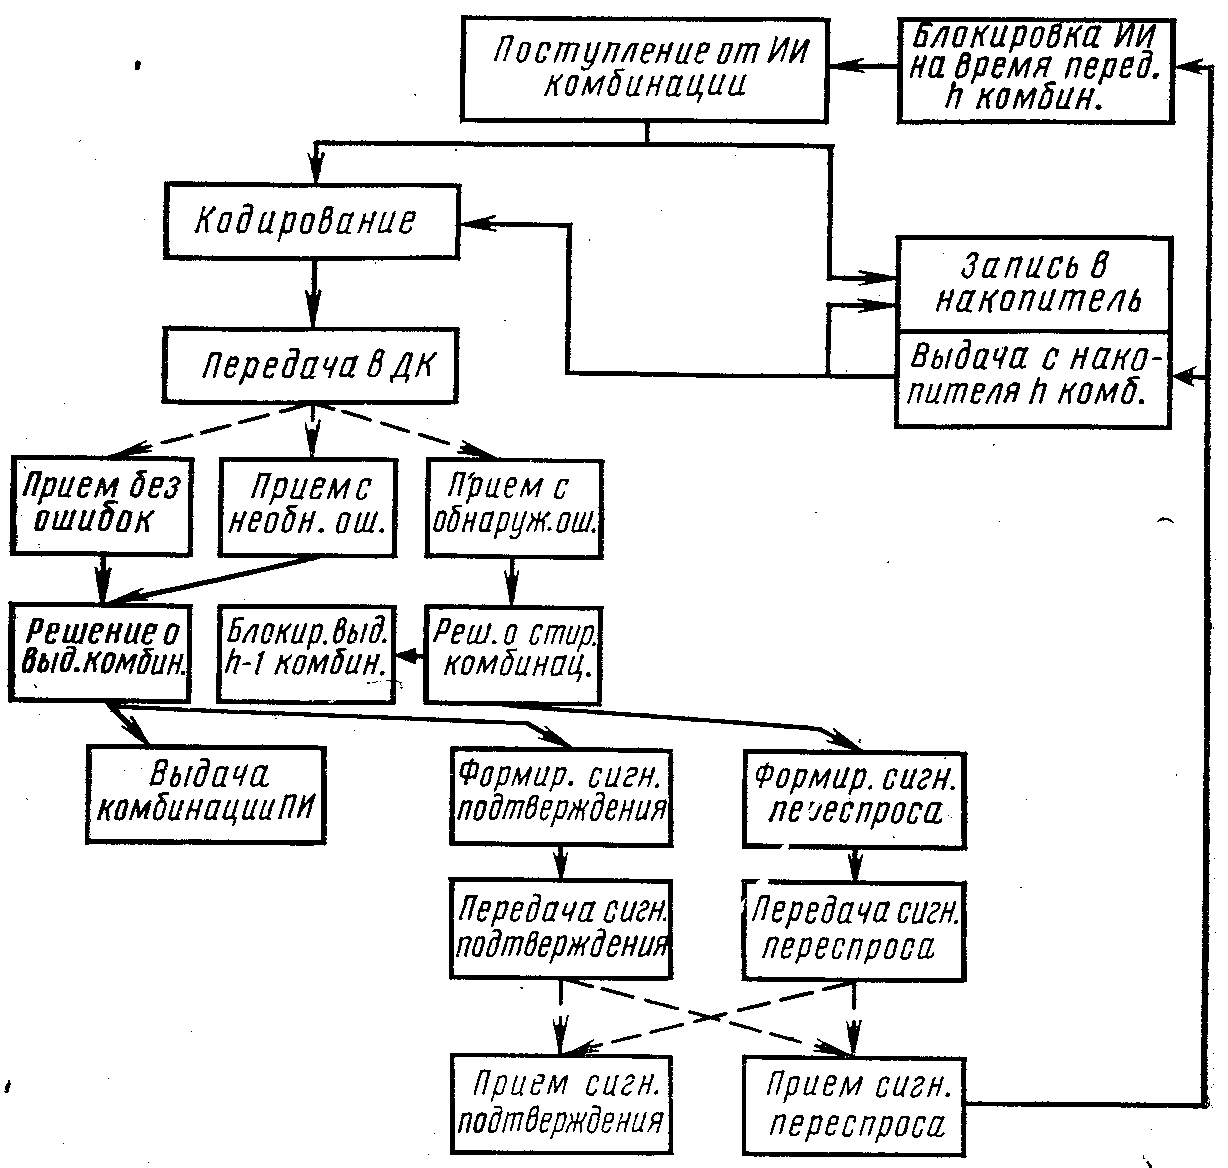 Поступление от ИИ
комбинации
Блокировка ИИ
на время перед.
h комбин.
Кодирование
Запись в
накопитель
Передача в ДК
Выдача с нако-
пителя h комб.
Прием без
ошибок
Прием с
необн. ош.
Прием с
обнаруж. ош.
Решение о
выд. комбин.
Блокир. выд.
h-1 комбин.
Реш. о стир.
комбинац.
Выдача
комбинации ПИ
Формир. сигн.
подтверждения
Формир. сигн.
переспроса
Передача сигн.
подтверждения
Передача сигн.
переспроса
Прием сигн.
подтверждения
Прием сигн.
переспроса